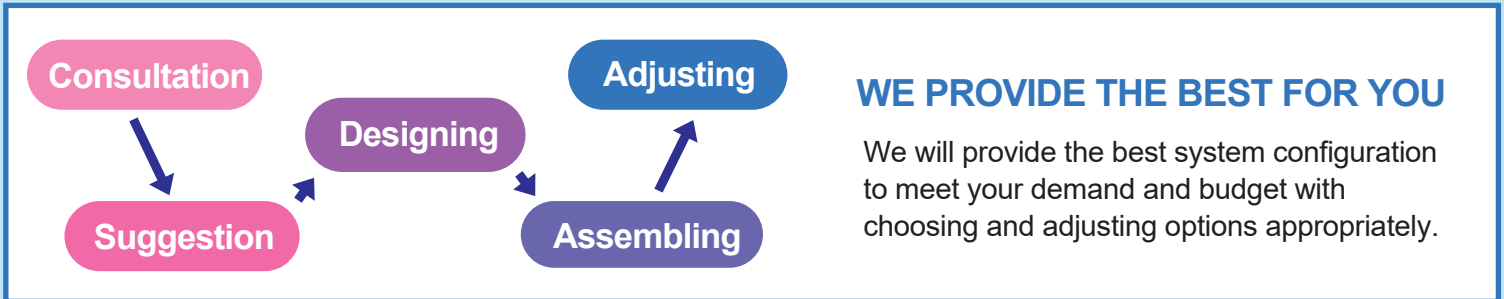 Consultation
Suggestion
Designing
Assembling
Adjusting
WE PROVIDE THE BEST FOR YOU
We will provide the best system configuration
to meet your demand and budget with
choosing and adjusting options appropriately.